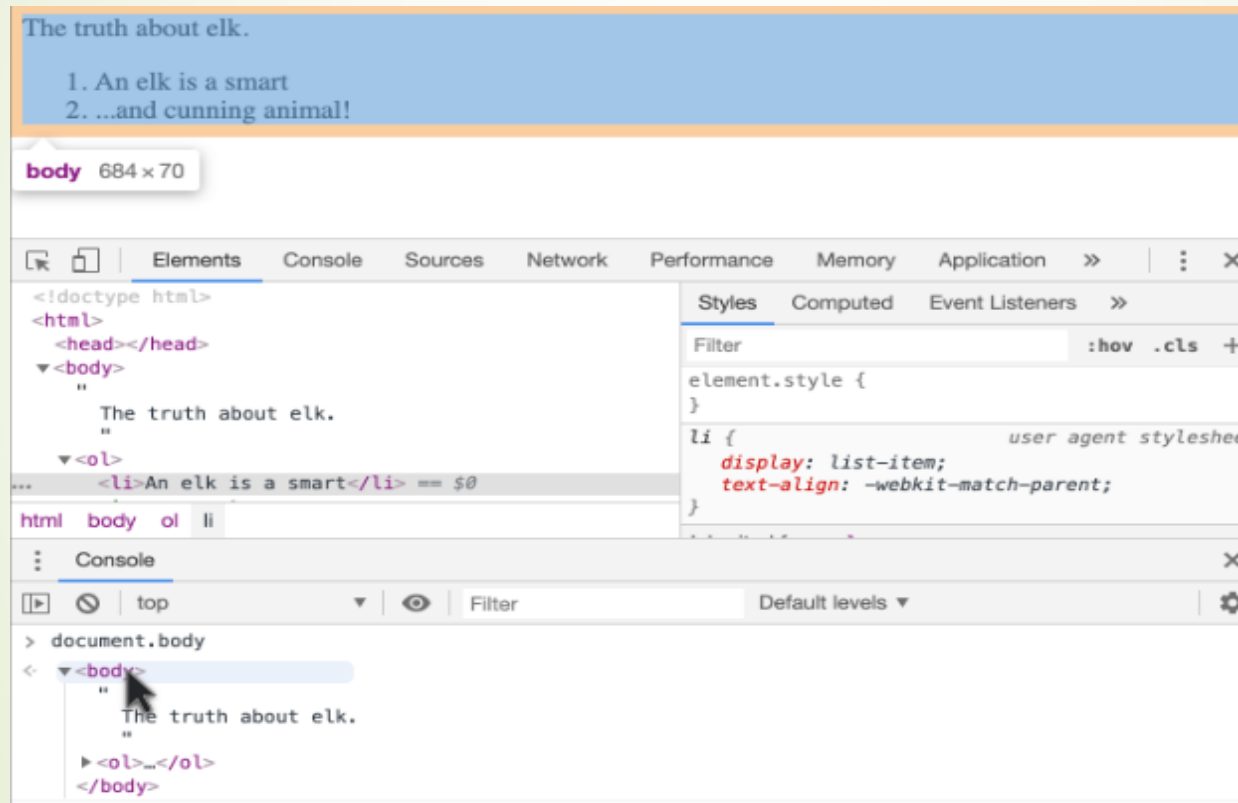 The truth about elk.
1. An elk is a smart
2. ...and cunning animal!
body 684 × 70
Elements Console Sources Network Performance Memory Application »
<!doctype html>
<html>
<head></head>
▼<body>
"
The truth about elk.
"
▼<ol>
... <li>An elk is a smart</li> == $0
html body ol li
Styles Computed Event Listeners »
Filter :hov .cls +
element.style {
}
li { user agent styleshee
display: list-item;
text-align: -webkit-match-parent;
}
Console
top ▼ Filter Default levels ▼
> document.body
▼<body>
"
The truth about elk.
"
▶<ol>…</ol>
</body>